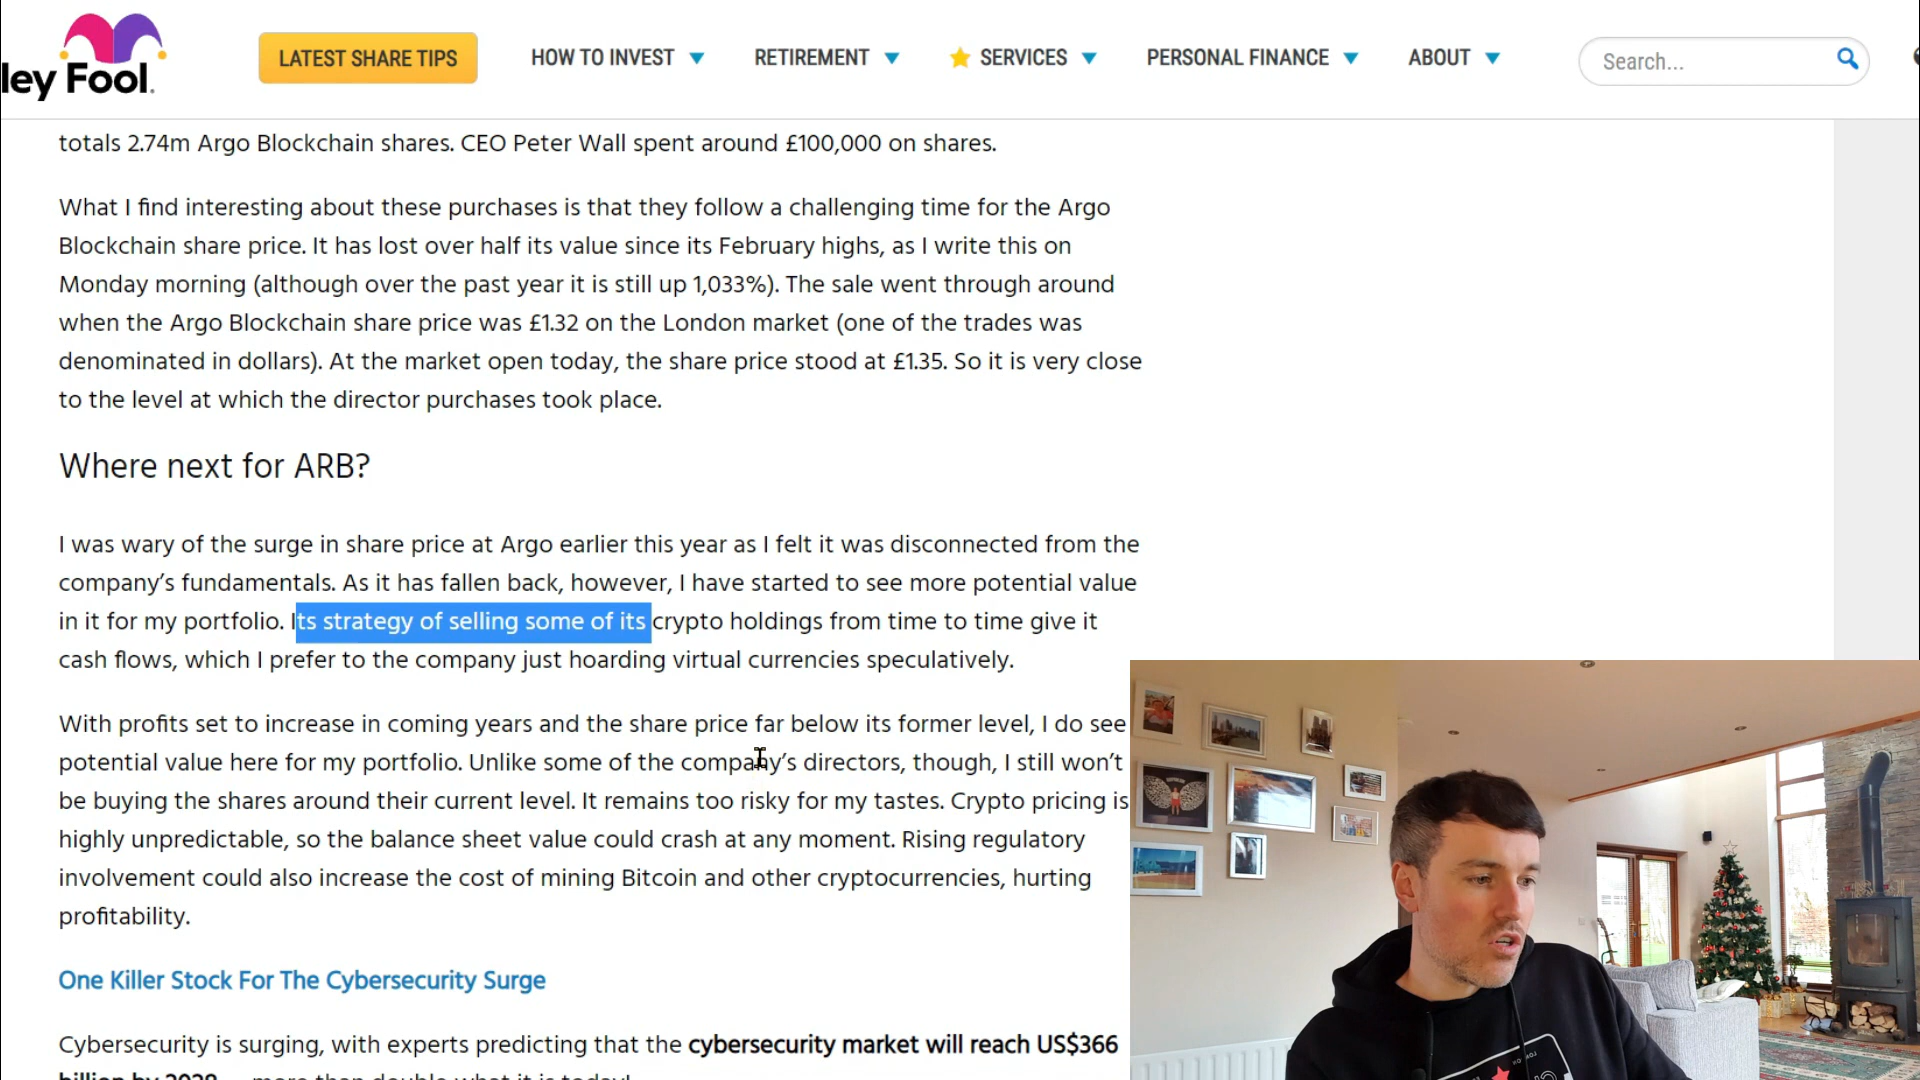 ley Fool.
LATEST SHARE TIPS
HOW TO INVEST
RETIREMENT
SERVICES
PERSONAL FINANCE
ABOUT
Search...
totals 2.74m Argo Blockchain shares. CEO Peter Wall spent around £100,000 on shares.
What I find interesting about these purchases is that they follow a challenging time for the Argo
Blockchain share price. It has lost over half its value since its February highs, as I write this on
Monday morning (although over the past year it is still up 1,033%). The sale went through around
when the Argo Blockchain share price was £1.32 on the London market (one of the trades was
denominated in dollars). At the market open today, the share price stood at £1.35. So it is very close
to the level at which the director purchases took place.
Where next for ARB?
I was wary of the surge in share price at Argo earlier this year as I felt it was disconnected from the
company’s fundamentals. As it has fallen back, however, I have started to see more potential value
in it for my portfolio. Its strategy of selling some of its crypto holdings from time to time give it
cash flows, which I prefer to the company just hoarding virtual currencies speculatively.
With profits set to increase in coming years and the share price far below its former level, I do see
potential value here for my portfolio. Unlike some of the company’s directors, though, I still won’t
be buying the shares around their current level. It remains too risky for my tastes. Crypto pricing is
highly unpredictable, so the balance sheet value could crash at any moment. Rising regulatory
involvement could also increase the cost of mining Bitcoin and other cryptocurrencies, hurting
profitability.
One Killer Stock For The Cybersecurity Surge
Cybersecurity is surging, with experts predicting that the cybersecurity market will reach US$366
billion by 2028 — more than double what it is today!